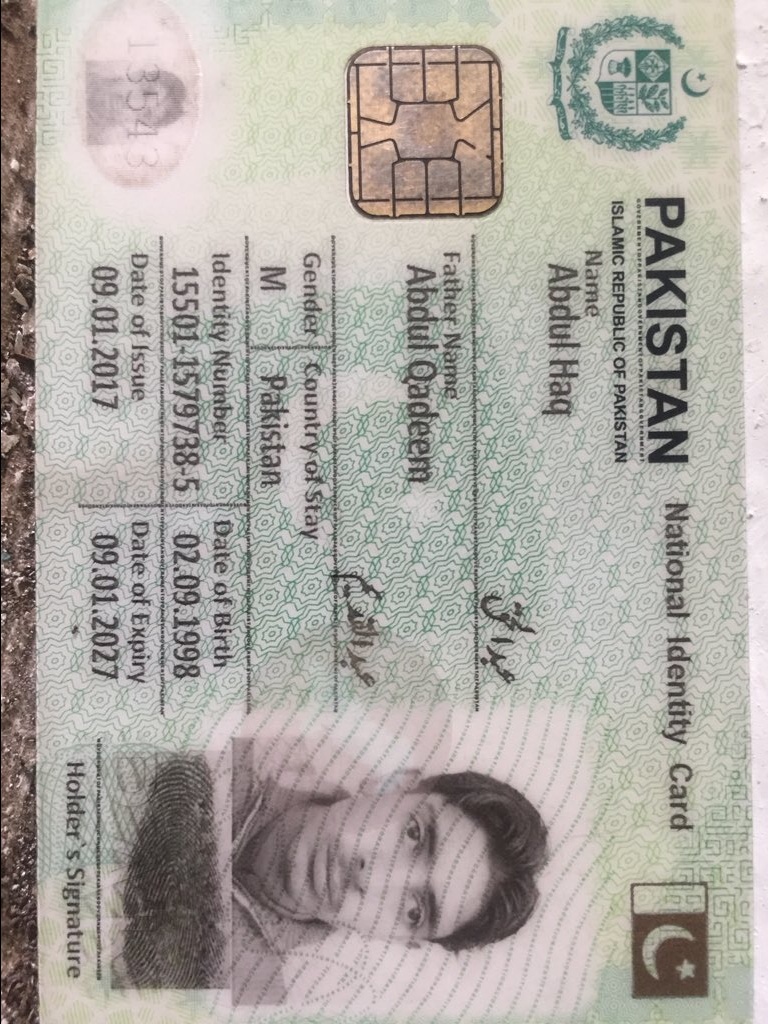 PAKISTAN National Identity Card
ISLAMIC REPUBLIC OF PAKISTAN
Name
Abdul Haq
عبدالحق
Father Name
Abdul Qadeem
عبدالقدیم
Gender Country of Stay
M Pakistan
Identity Number Date of Birth
15501-1579738-5 02.09.1998
Date of Issue Date of Expiry
09.01.2017 09.01.2027
Holder's Signature
13543